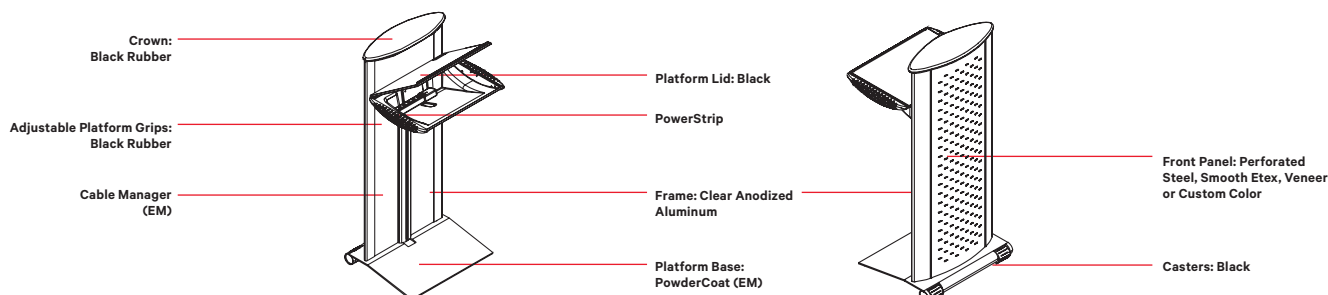 Crown:
Black Rubber
Adjustable Platform Grips:
Black Rubber
Cable Manager
(EM)
Platform Lid: Black
PowerStrip
Frame: Clear Anodized
Aluminum
Platform Base:
PowderCoat (EM)
Front Panel: Perforated
Steel, Smooth Etex, Veneer
or Custom Color
Casters: Black